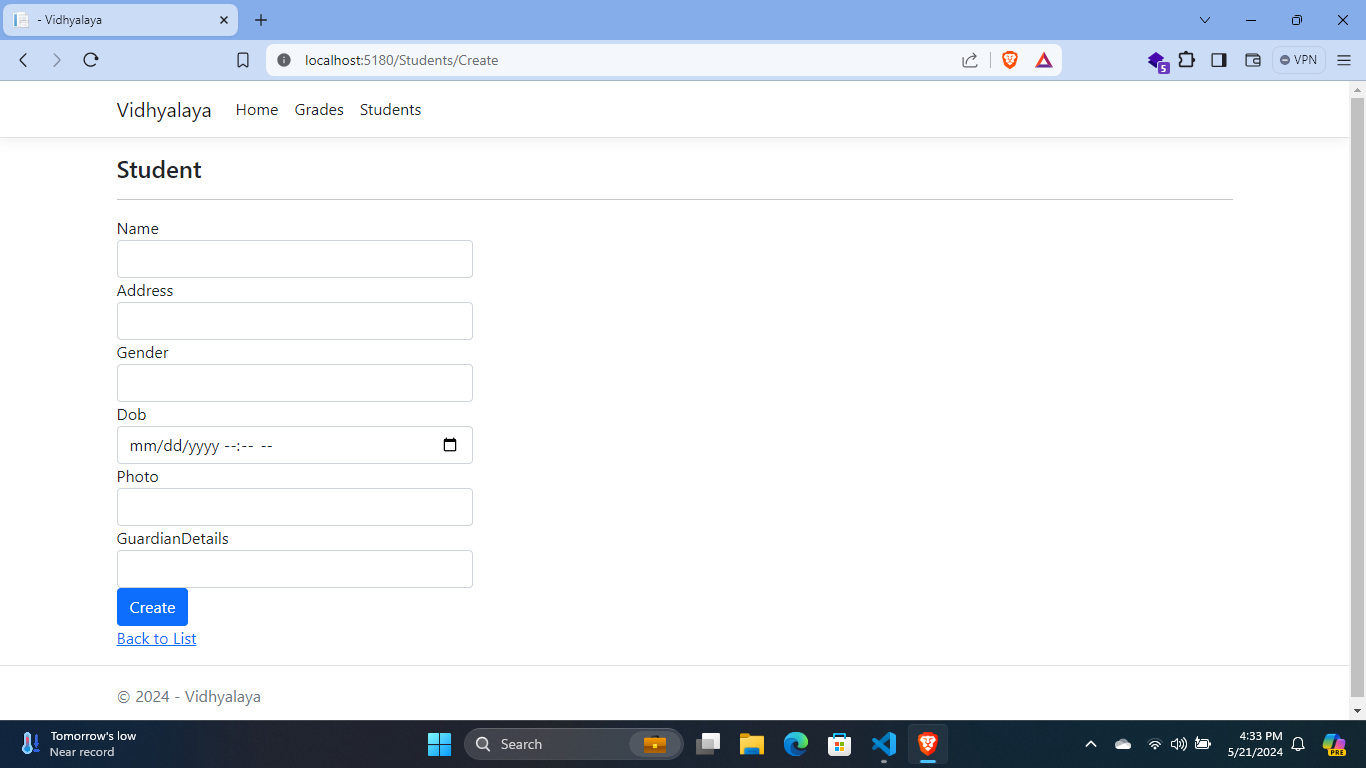 - Vidhyalaya
localhost:5180/Students/Create
5
VPN
Vidhyalaya Home Grades Students
Student
Name
Address
Gender
Dob
mm/dd/yyyy --:-- --
Photo
GuardianDetails
Create
Back to List
© 2024 - Vidhyalaya
Tomorrow's low
Near record
Search
4:33 PM
5/21/2024
PRE